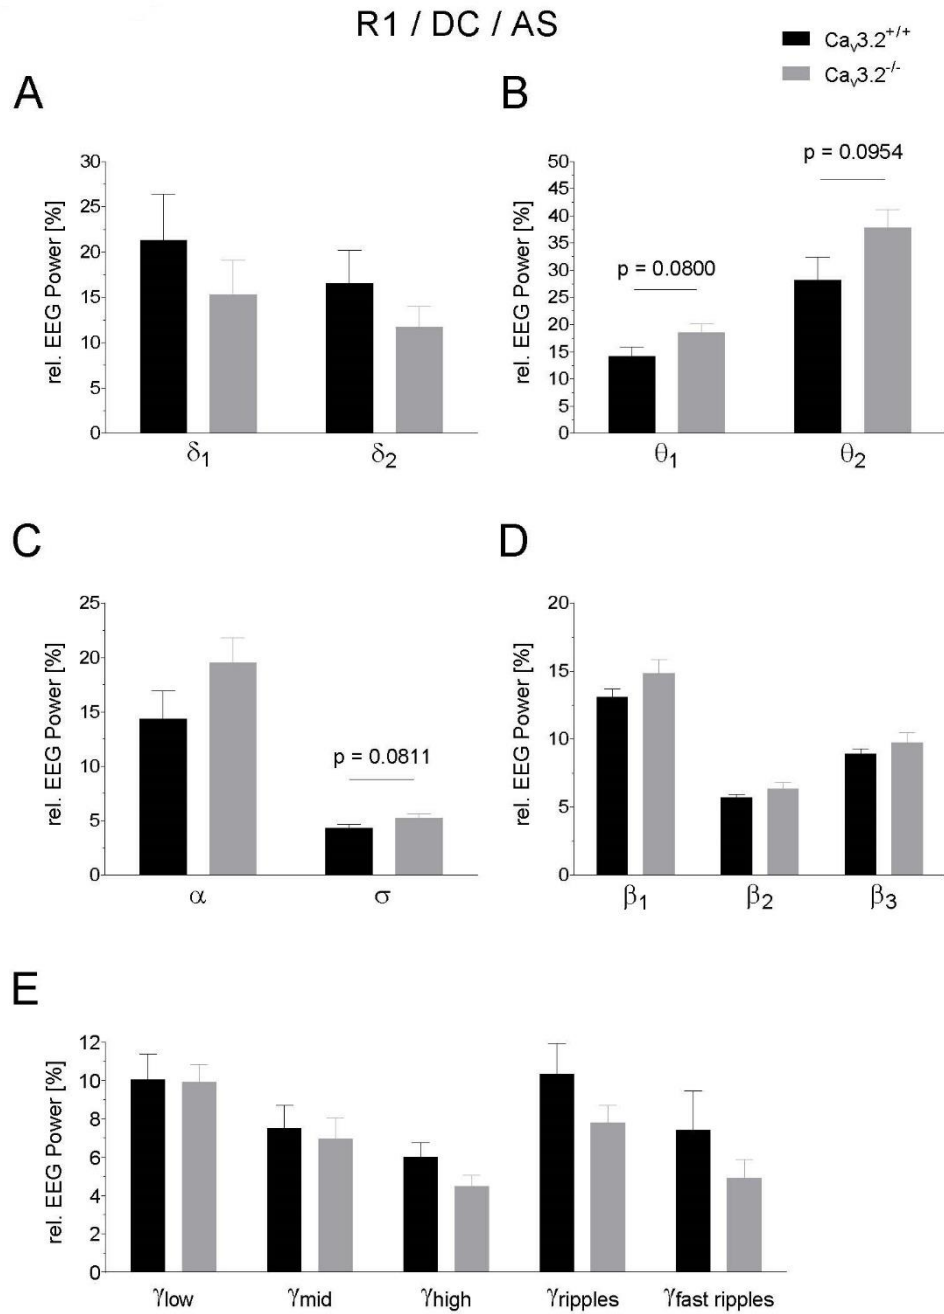 R1 / DC / AS
Caᵥ3.2⁺/⁺
Caᵥ3.2⁻/⁻
A
rel. EEG Power [%]
30
25
20
15
10
5
0
δ₁ δ₂
B
rel. EEG Power [%]
50
45
40
35
30
25
20
15
10
5
0
p = 0.0800
p = 0.0954
θ₁ θ₂
C
rel. EEG Power [%]
25
20
15
10
5
0
p = 0.0811
α σ
D
rel. EEG Power [%]
20
15
10
5
0
β₁ β₂ β₃
E
rel. EEG Power [%]
12
10
8
6
4
2
0
γlow γmid γhigh γripples γfast ripples